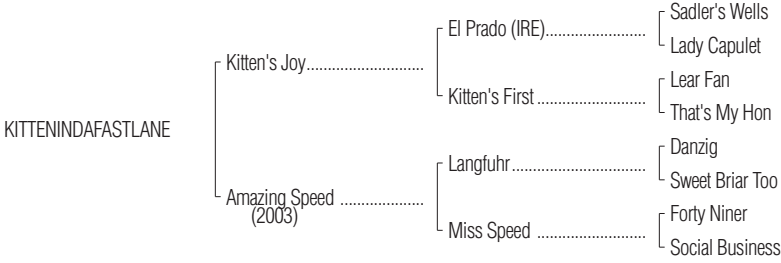 Sadler's Wells
El Prado (IRE)........................
Lady Capulet
Kitten's Joy............................
Lear Fan
Kitten's First ..........................
That's My Hon
KITTENINDAFASTLANE
Danzig
Langfuhr................................
Sweet Briar Too
Amazing Speed ....................
(2003)
Forty Niner
Miss Speed ..........................
Social Business